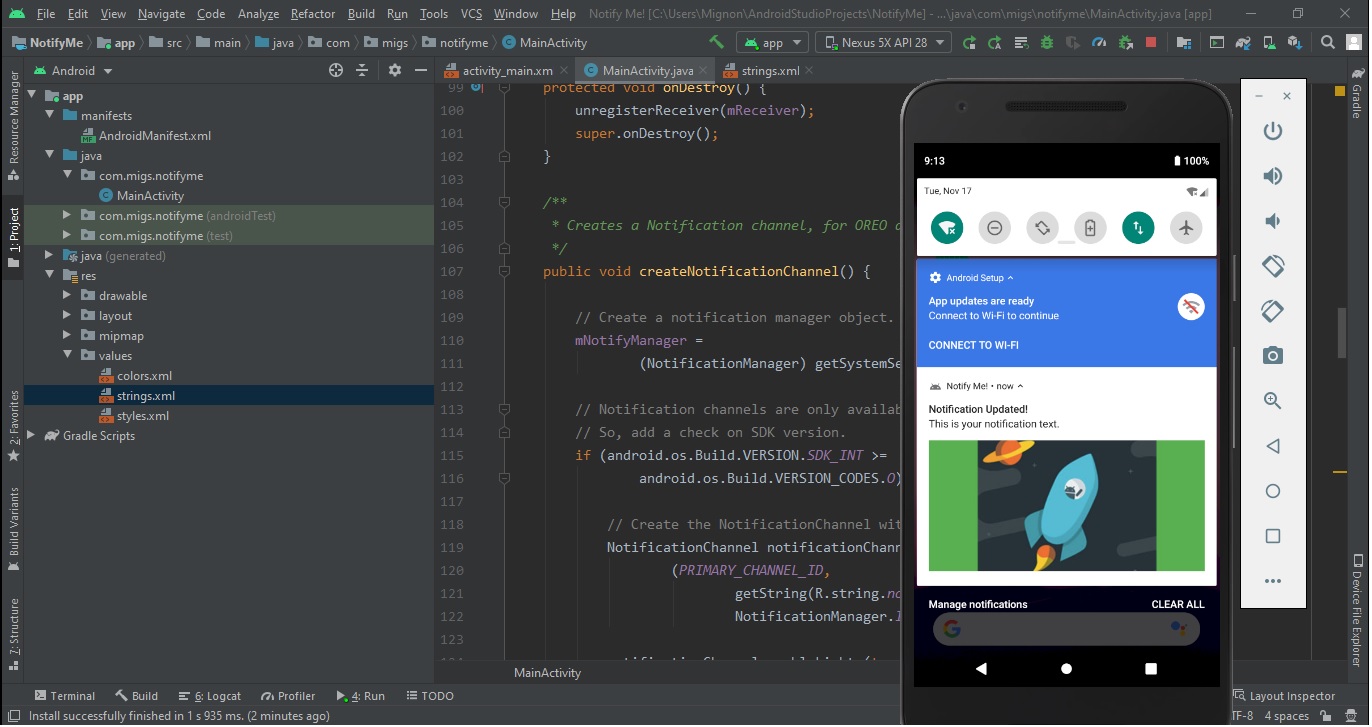 File Edit View Navigate Code Analyze Refactor Build Run Tools VCS Window Help Notify Me! [C:\Users\Mignon\AndroidStudioProjects\NotifyMe] - ...\java\com\migs\notifyme\MainActivity.java [app]
NotifyMe app src main java com migs notifyme MainActivity app Nexus 5X API 28
Android activity_main.xm MainActivity.java strings.xml
Resource Manager
1: Project
2: Favorites
Build Variants
7: Structure
app
manifests
AndroidManifest.xml
java
com.migs.notifyme
MainActivity
com.migs.notifyme (androidTest)
com.migs.notifyme (test)
java (generated)
res
drawable
layout
mipmap
values
colors.xml
strings.xml
styles.xml
Gradle Scripts
99 protected void onDestroy() {
100 unregisterReceiver(mReceiver);
101 super.onDestroy();
102 }
103
104 /**
105 * Creates a Notification channel, for OREO
106 */
107 public void createNotificationChannel() {
108
109 // Create a notification manager object.
110 mNotifyManager =
111 (NotificationManager) getSystemSe
112
113 // Notification channels are only availab
114 // So, add a check on SDK version.
115 if (android.os.Build.VERSION.SDK_INT >=
116 android.os.Build.VERSION_CODES.O)
117
118 // Create the NotificationChannel wit
119 NotificationChannel notificationChann
120 (PRIMARY_CHANNEL_ID,
121 getString(R.string.no
122 NotificationManager.I
123
MainActivity
9:13 100%
Tue, Nov 17
Android Setup
App updates are ready
Connect to Wi-Fi to continue
CONNECT TO WI-FI
Notify Me! • now
Notification Updated!
This is your notification text.
Manage notifications CLEAR ALL
G
Gradle
Device File Explorer
Terminal Build 6: Logcat Profiler 4: Run TODO Layout Inspector
Install successfully finished in 1 s 935 ms. (2 minutes ago) TF-8 4 spaces